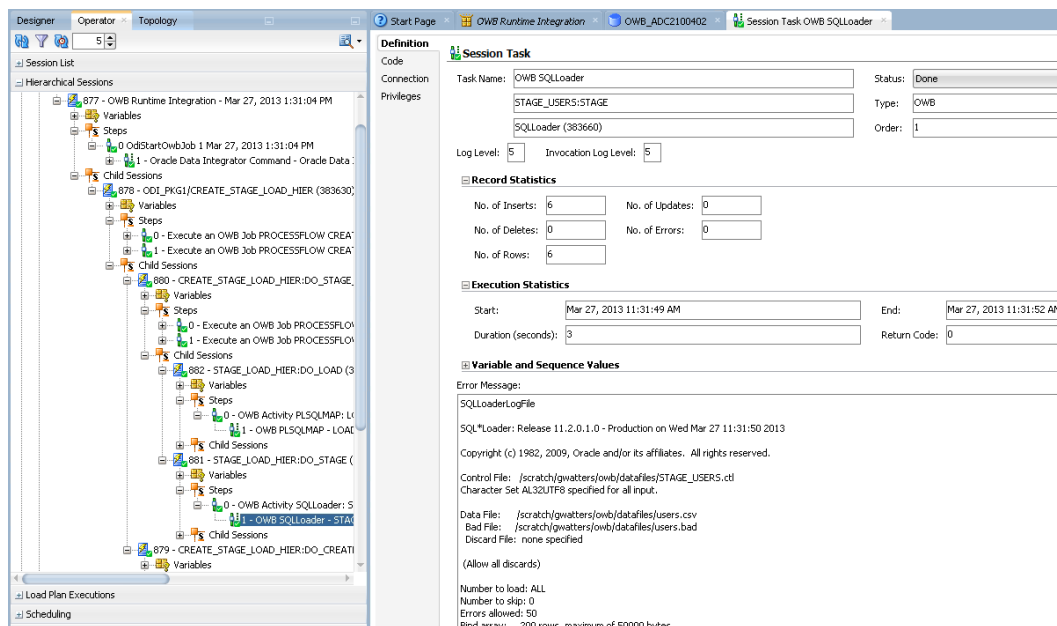 Designer Operator Topology
5
Session List
Hierarchical Sessions
877 - OWB Runtime Integration - Mar 27, 2013 1:31:04 PM
Variables
Steps
0 OdiStartOwbJob 1 Mar 27, 2013 1:31:04 PM
1 - Oracle Data Integrator Command - Oracle Data
Child Sessions
878 - ODI_PKG1/CREATE_STAGE_LOAD_HIER (383630)
Variables
Steps
0 - Execute an OWB Job PROCESSFLOW CREA
1 - Execute an OWB Job PROCESSFLOW CREA
Child Sessions
880 - CREATE_STAGE_LOAD_HIER:DO_STAGE_
Variables
Steps
0 - Execute an OWB Job PROCESSFLO
1 - Execute an OWB Job PROCESSFLO
Child Sessions
882 - STAGE_LOAD_HIER:DO_LOAD (3
Variables
Steps
0 - OWB Activity PLSQLMAP: L
1 - OWB PLSQLMAP - LOAD
Child Sessions
881 - STAGE_LOAD_HIER:DO_STAGE (
Variables
Steps
0 - OWB Activity SQLLoader: S
1 - OWB SQLLoader - STAG
Child Sessions
879 - CREATE_STAGE_LOAD_HIER:DO_CREAT
Variables
Load Plan Executions
Scheduling
Start Page OWB Runtime Integration OWB_ADC2100402 Session Task OWB SQLLoader
Definition
Code
Connection
Privileges
Session Task
Task Name: OWB SQLLoader Status: Done
STAGE_USERS:STAGE Type: OWB
SQLLoader (383660) Order: 1
Log Level: 5 Invocation Log Level: 5
Record Statistics
No. of Inserts: 6 No. of Updates: 0
No. of Deletes: 0 No. of Errors: 0
No. of Rows: 6
Execution Statistics
Start: Mar 27, 2013 11:31:49 AM End: Mar 27, 2013 11:31:52 AM
Duration (seconds): 3 Return Code: 0
Variable and Sequence Values
Error Message:
SQLLoaderLogFile
SQL*Loader: Release 11.2.0.1.0 - Production on Wed Mar 27 11:31:50 2013
Copyright (c) 1982, 2009, Oracle and/or its affiliates. All rights reserved.
Control File: /scratch/gwatters/owb/datafiles/STAGE_USERS.ctl
Character Set AL32UTF8 specified for all input.
Data File: /scratch/gwatters/owb/datafiles/users.csv
Bad File: /scratch/gwatters/owb/datafiles/users.bad
Discard File: none specified
(Allow all discards)
Number to load: ALL
Number to skip: 0
Errors allowed: 50
Bind array: 200 rows, maximum of 50000 bytes